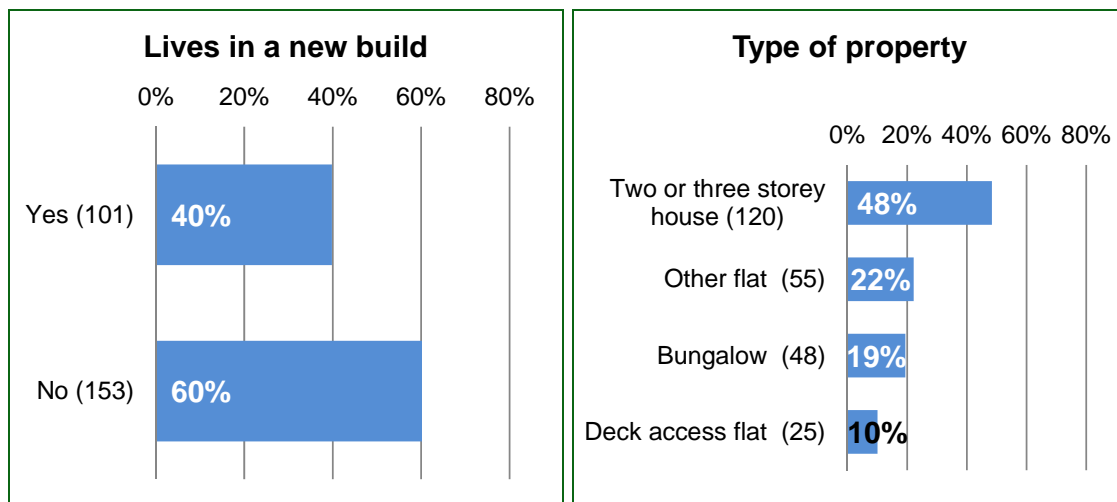 Lives in a new build
0% 20% 40% 60% 80%
Yes (101) 40%
No (153) 60%
Type of property
0% 20% 40% 60% 80%
Two or three storey
house (120) 48%
Other flat (55) 22%
Bungalow (48) 19%
Deck access flat (25) 10%